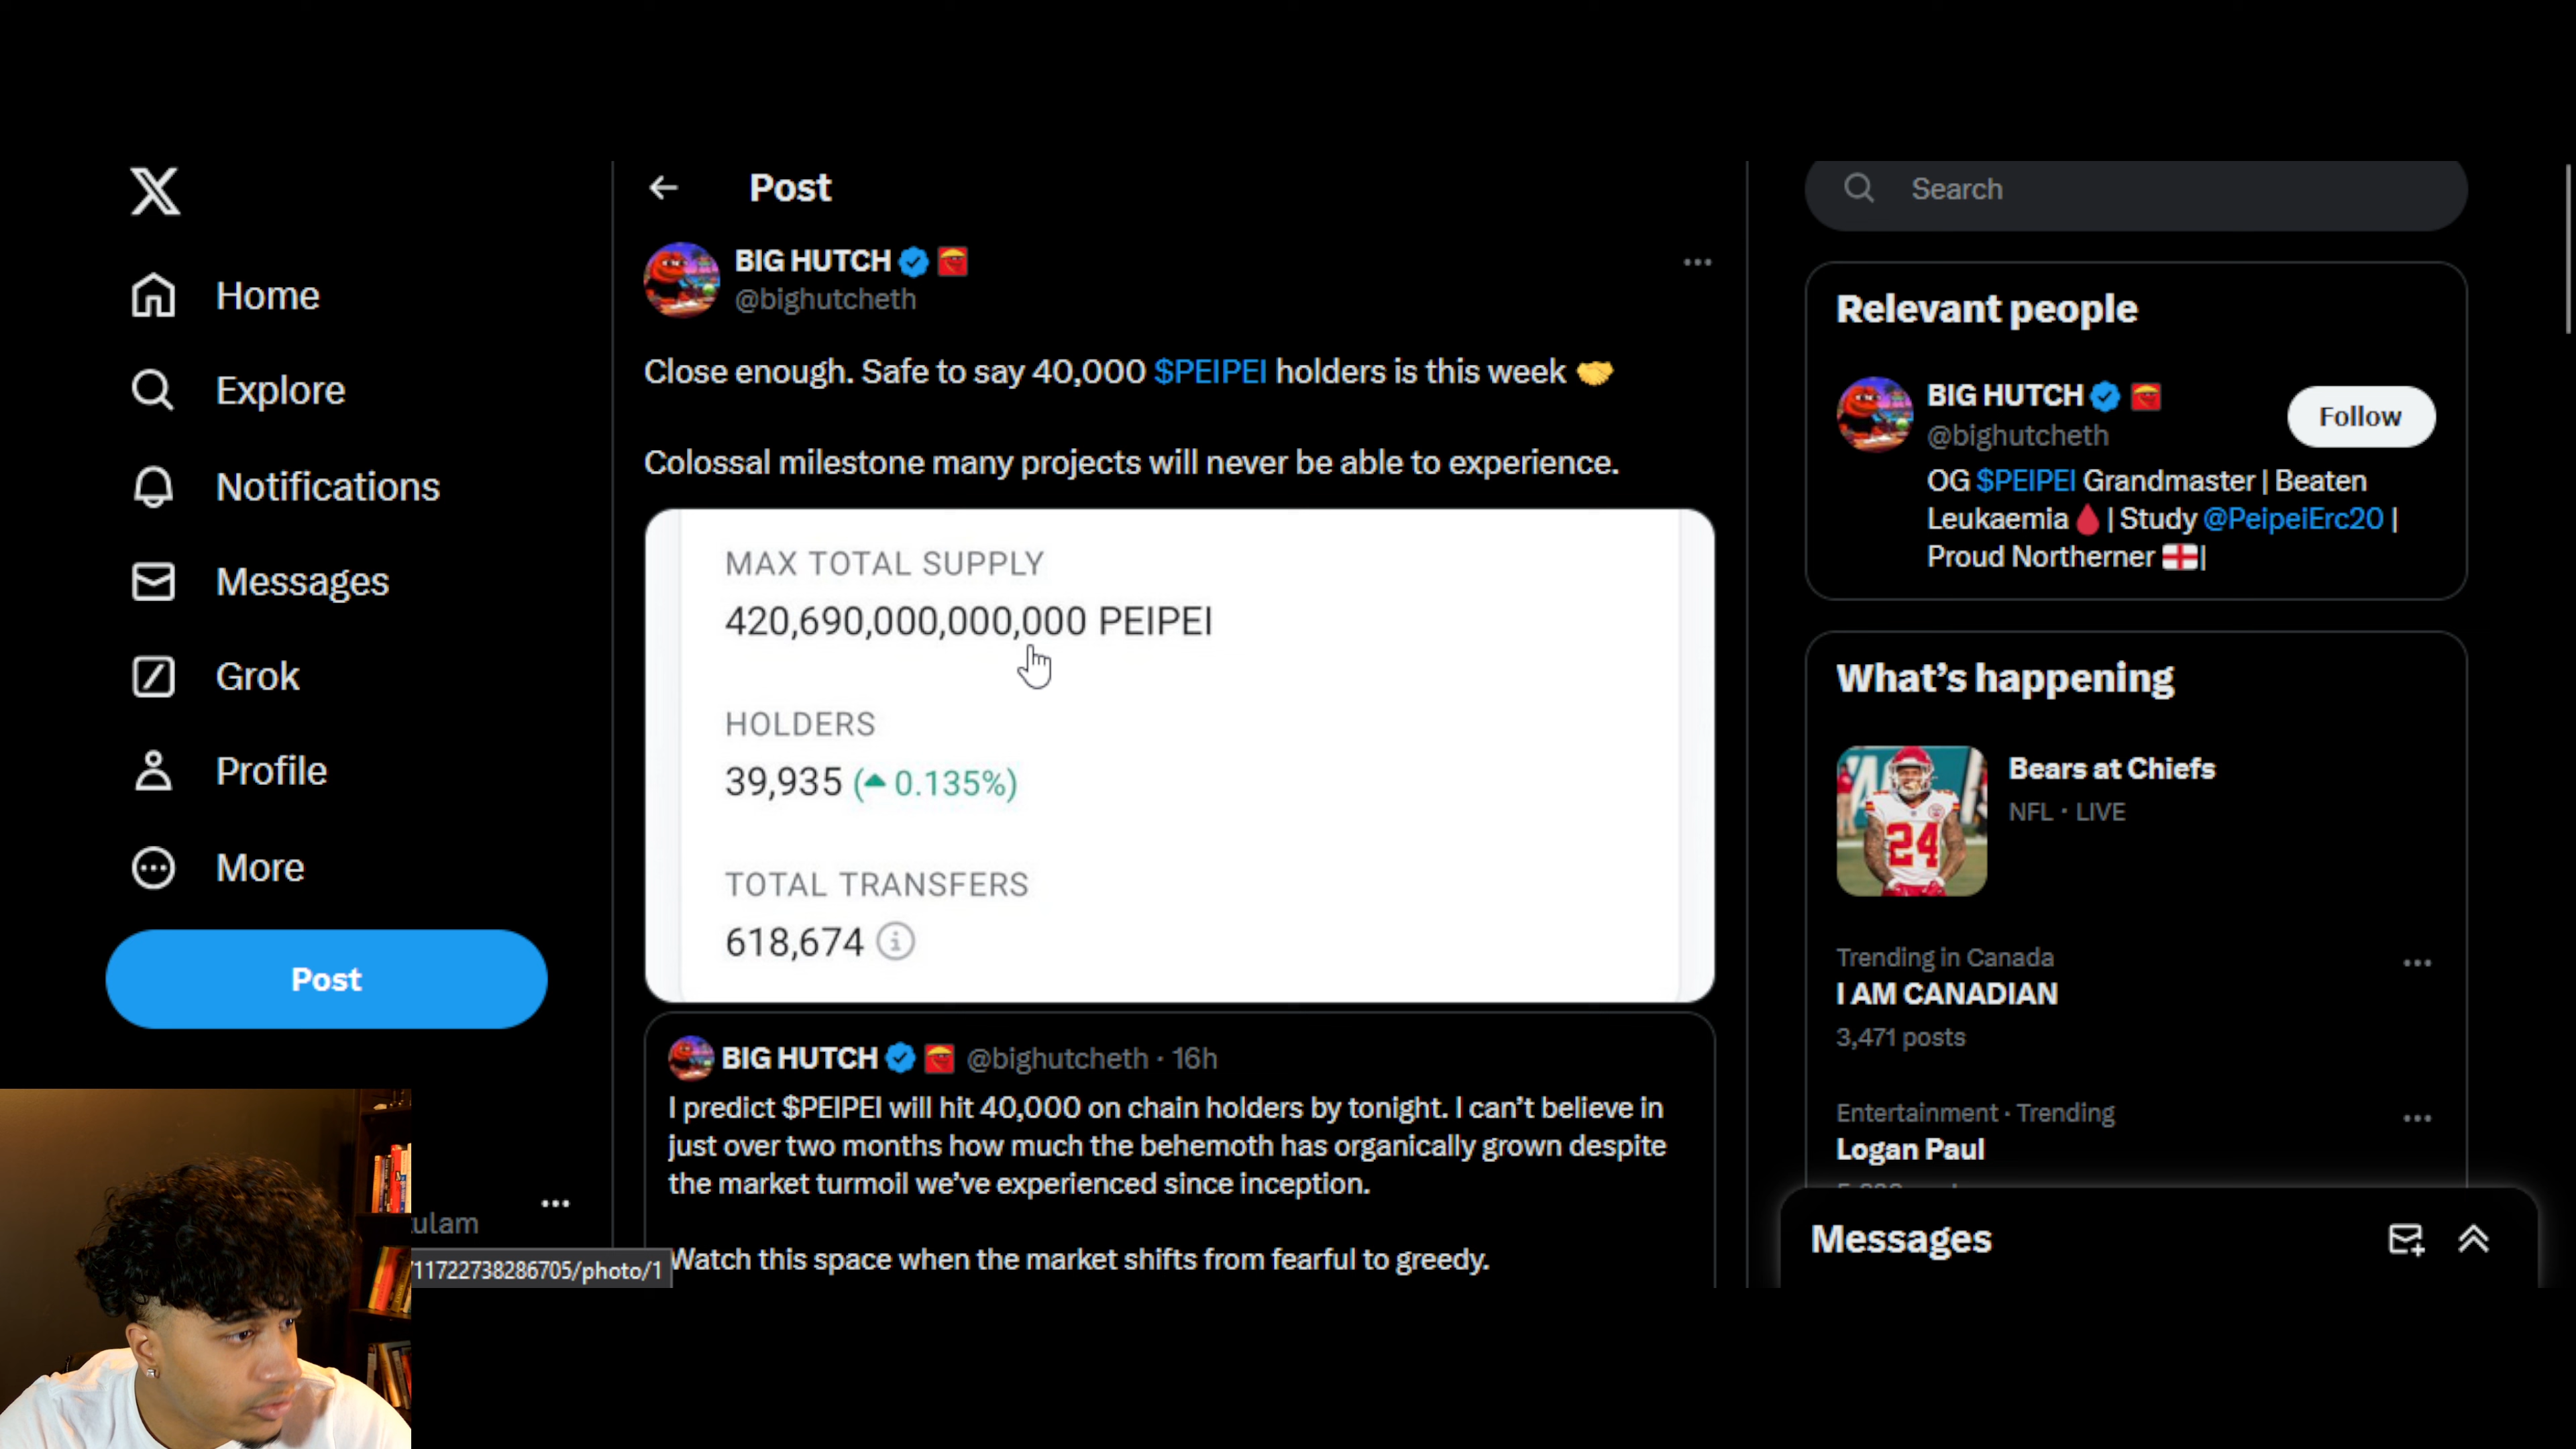 Home
Explore
Notifications
Messages
Grok
Profile
More
Post
ulam
11722738286705/photo/1
Post
BIG HUTCH
@bighutcheth
Close enough. Safe to say 40,000 $PEIPEI holders is this week 🤝
Colossal milestone many projects will never be able to experience.
MAX TOTAL SUPPLY
420,690,000,000,000 PEIPEI
HOLDERS
39,935 (▲ 0.135%)
TOTAL TRANSFERS
618,674
BIG HUTCH @bighutcheth · 16h
I predict $PEIPEI will hit 40,000 on chain holders by tonight. I can’t believe in
just over two months how much the behemoth has organically grown despite
the market turmoil we’ve experienced since inception.
Watch this space when the market shifts from fearful to greedy.
Search
Relevant people
BIG HUTCH
@bighutcheth
Follow
OG $PEIPEI Grandmaster | Beaten
Leukaemia 🩸 | Study @PeipeiErc20 |
Proud Northerner 🏴󠁧󠁢󠁥󠁮󠁧󠁿|
What’s happening
Bears at Chiefs
NFL · LIVE
24
Trending in Canada
I AM CANADIAN
3,471 posts
Entertainment · Trending
Logan Paul
Messages